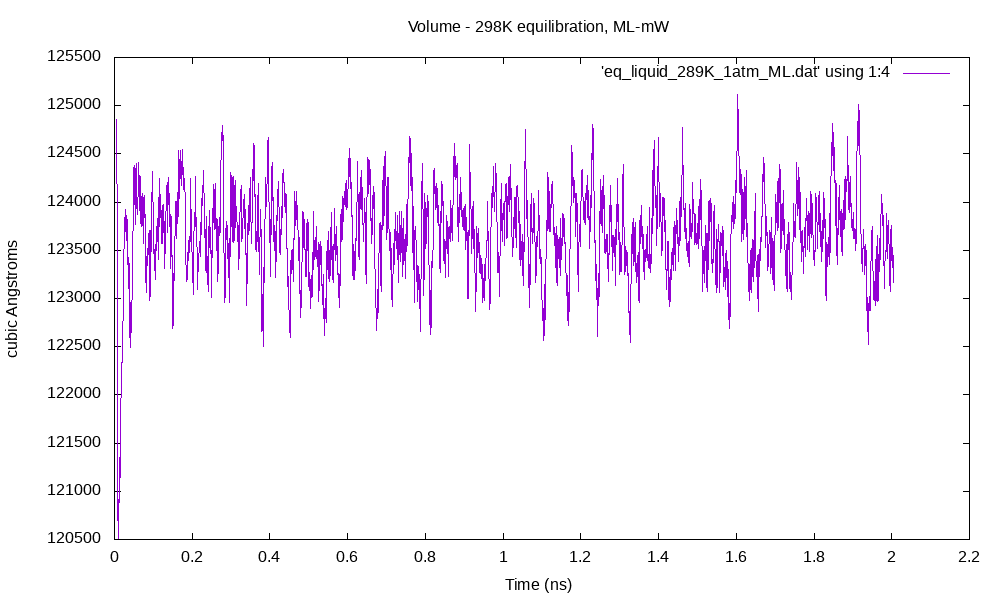 Volume - 298K equilibration, ML-mW
'eq_liquid_289K_1atm_ML.dat' using 1:4
cubic Angstroms
125500
125000
124500
124000
123500
123000
122500
122000
121500
121000
120500
0 0.2 0.4 0.6 0.8 1 1.2 1.4 1.6 1.8 2 2.2
Time (ns)